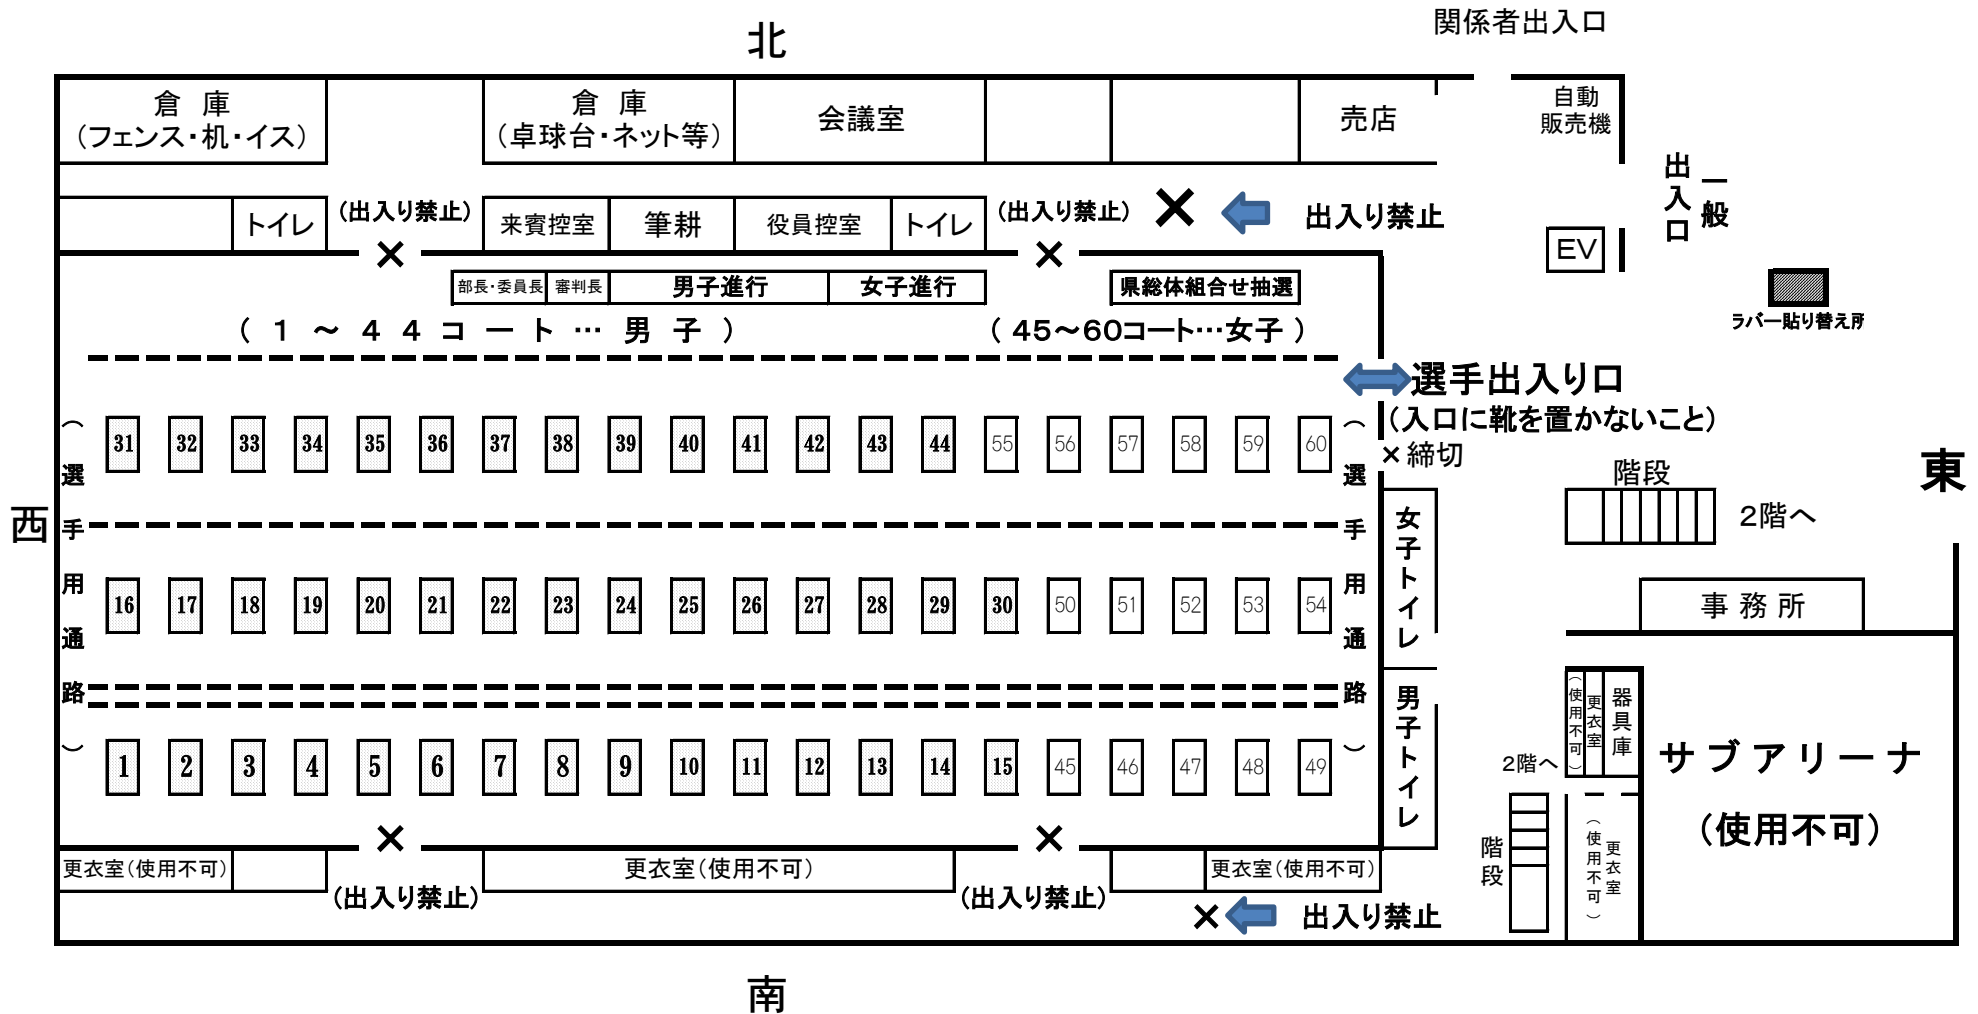 北
関係者出入口
倉 庫
（フェンス・机・イス）
倉 庫
（卓球台・ネット等）
会議室
売店
自動
販売機
一般
出入口
トイレ
（出入り禁止）
×
来賓控室
筆耕
役員控室
トイレ
（出入り禁止）
×
×
出入り禁止
EV
部長・委員長
審判長
男子進行
女子進行
県総体組合せ抽選
ラバー貼り替え所
（ 1 ～ 4 4 コ ー ト … 男 子 ）
（ 45～60コート…女子 ）
選手出入り口
（入口に靴を置かないこと）
×締切
31 32 33 34 35 36 37 38 39 40 41 42 43 44 55 56 57 58 59 60
西
（選手用通路）
（選手用通路）
東
階段
2階へ
女子トイレ
16 17 18 19 20 21 22 23 24 25 26 27 28 29 30 50 51 52 53 54
事務所
男子トイレ
1 2 3 4 5 6 7 8 9 10 11 12 13 14 15 45 46 47 48 49
更衣室
（使用不可）
器具庫
2階へ
サブアリーナ
（使用不可）
階段
更衣室
（使用不可）
×
×
更衣室（使用不可）
更衣室（使用不可）
更衣室（使用不可）
（出入り禁止）
（出入り禁止）
×
出入り禁止
南